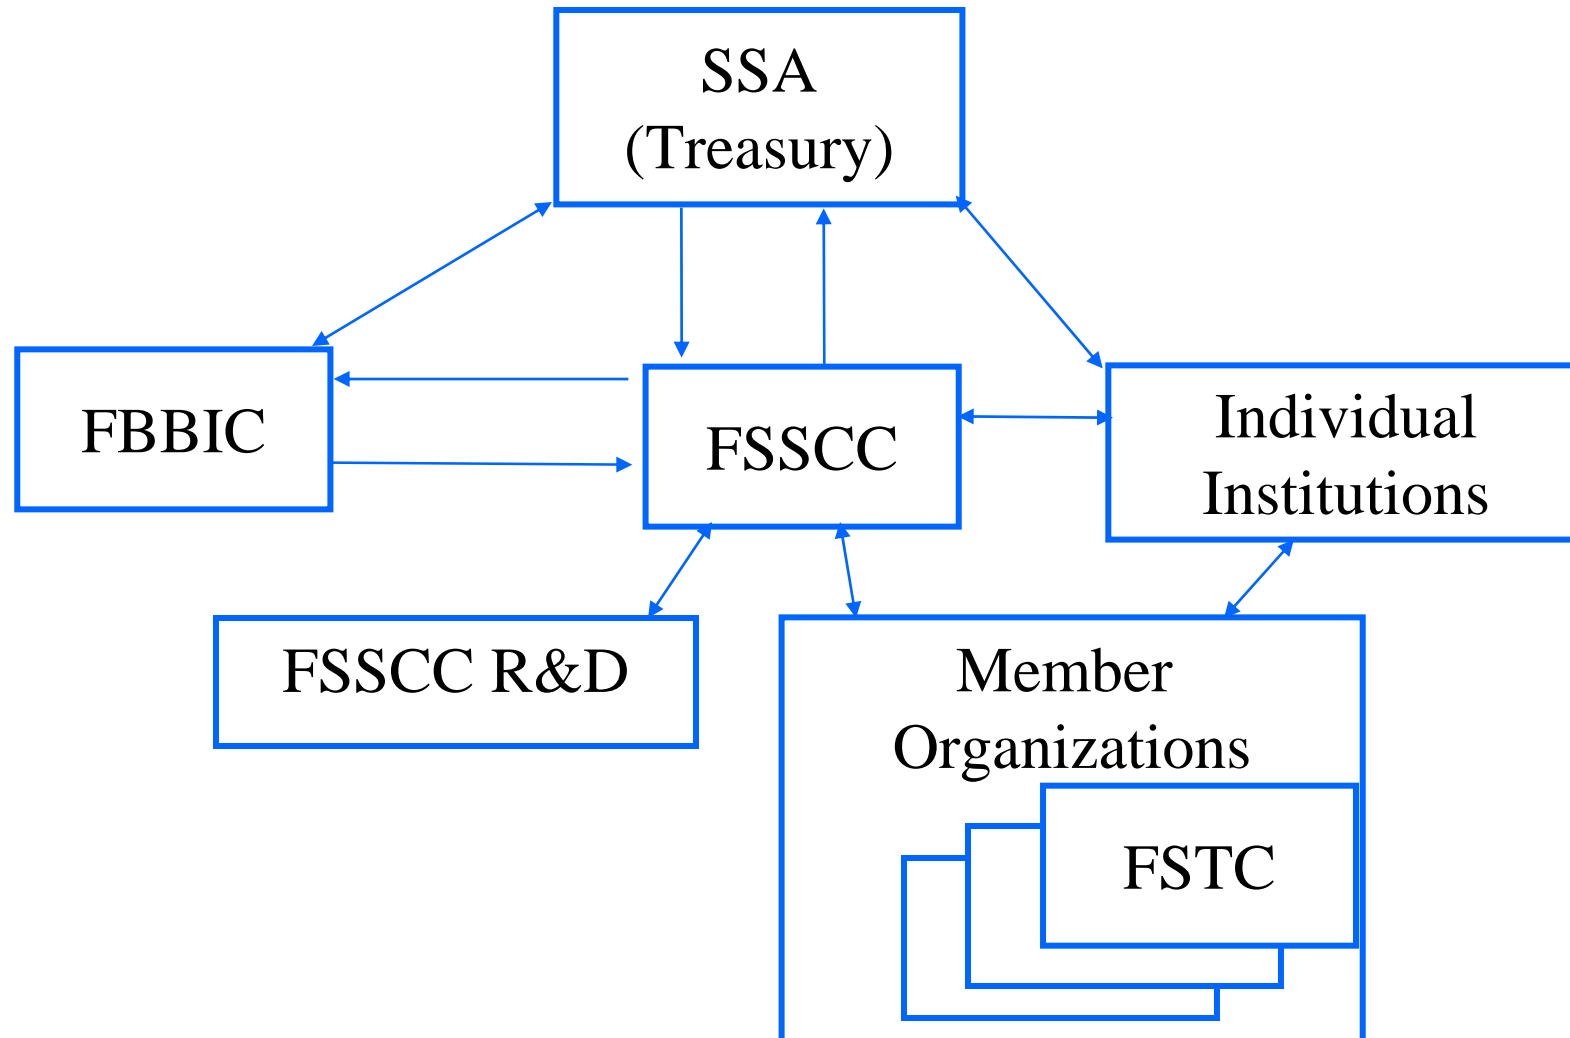 SSA
(Treasury)
FBBIC
FSSCC
Individual
Institutions
FSSCC R&D
Member
Organizations
FSTC